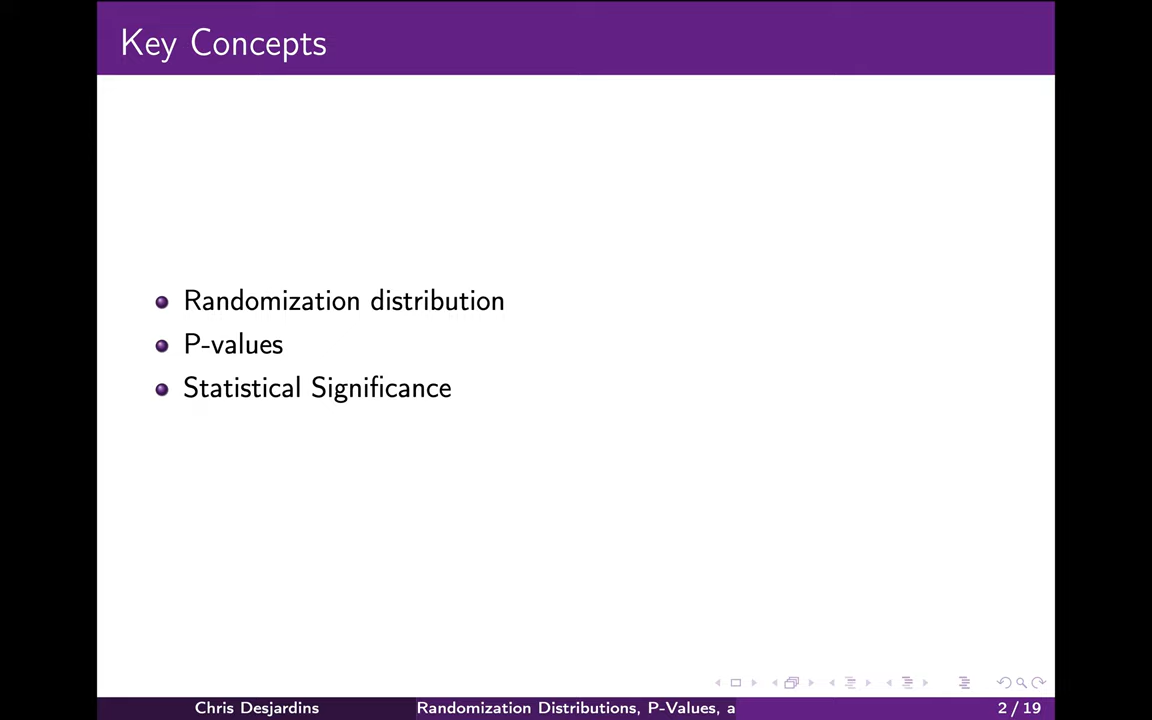 Key Concepts
Randomization distribution
P-values
Statistical Significance
Chris Desjardins
Randomization Distributions, P-Values, a
2 / 19